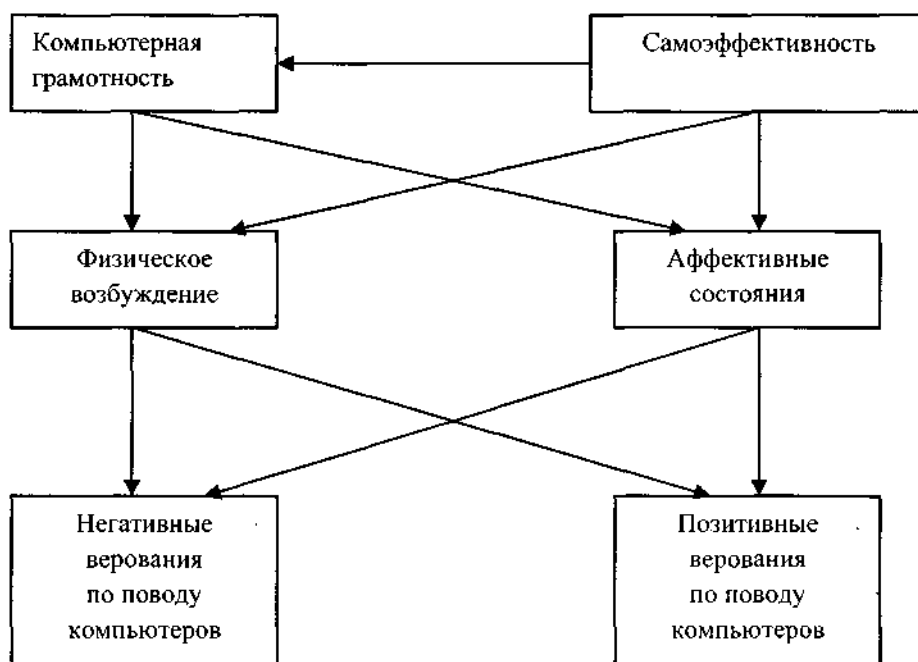 Компьютерная
грамотность
Самоэффективность
Физическое
возбуждение
Аффективные
состояния
Негативные
верования
по поводу
компьютеров
Позитивные
верования
по поводу
компьютеров